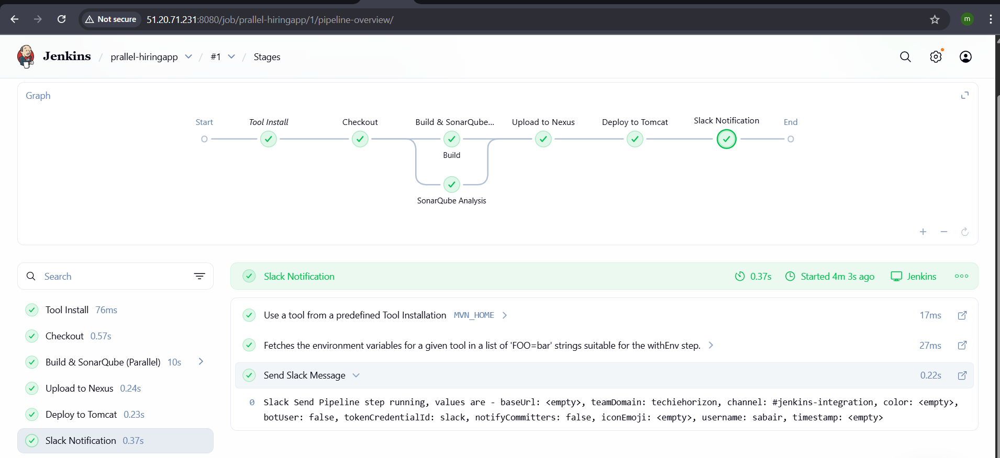 Not secure 51.20.71.231:8080/job/prallel-hiringapp/1/pipeline-overview/
m
Jenkins / prallel-hiringapp / #1 / Stages
Graph
Start Tool Install Checkout Build & SonarQube... Upload to Nexus Deploy to Tomcat Slack Notification End
Build
SonarQube Analysis
Search
Slack Notification 0.37s Started 4m 3s ago Jenkins
Tool Install 76ms
Checkout 0.57s
Build & SonarQube (Parallel) 10s
Upload to Nexus 0.24s
Deploy to Tomcat 0.23s
Slack Notification 0.37s
Use a tool from a predefined Tool Installation MVN_HOME 17ms
Fetches the environment variables for a given tool in a list of 'FOO=bar' strings suitable for the withEnv step. 27ms
Send Slack Message 0.22s
0 Slack Send Pipeline step running, values are - baseUrl: <empty>, teamDomain: techiehorizon, channel: #jenkins-integration, color: <empty>,
botUser: false, tokenCredentialId: slack, notifyCommitters: false, iconEmoji: <empty>, username: sabair, timestamp: <empty>